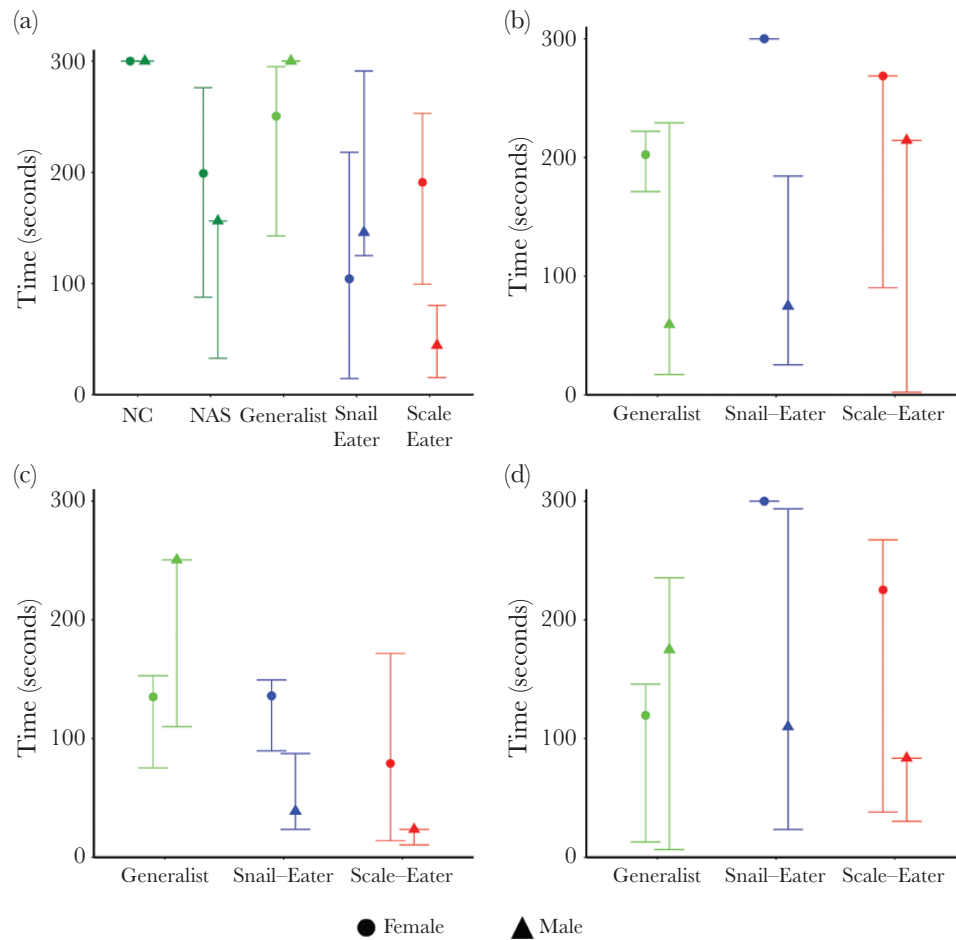 (a)
Time (seconds)
300
200
100
0
NC NAS Generalist Snail Eater Scale Eater
(b)
Time (seconds)
300
200
100
0
Generalist Snail–Eater Scale–Eater
(c)
Time (seconds)
300
200
100
0
Generalist Snail–Eater Scale–Eater
(d)
Time (seconds)
300
200
100
0
Generalist Snail–Eater Scale–Eater
Female Male